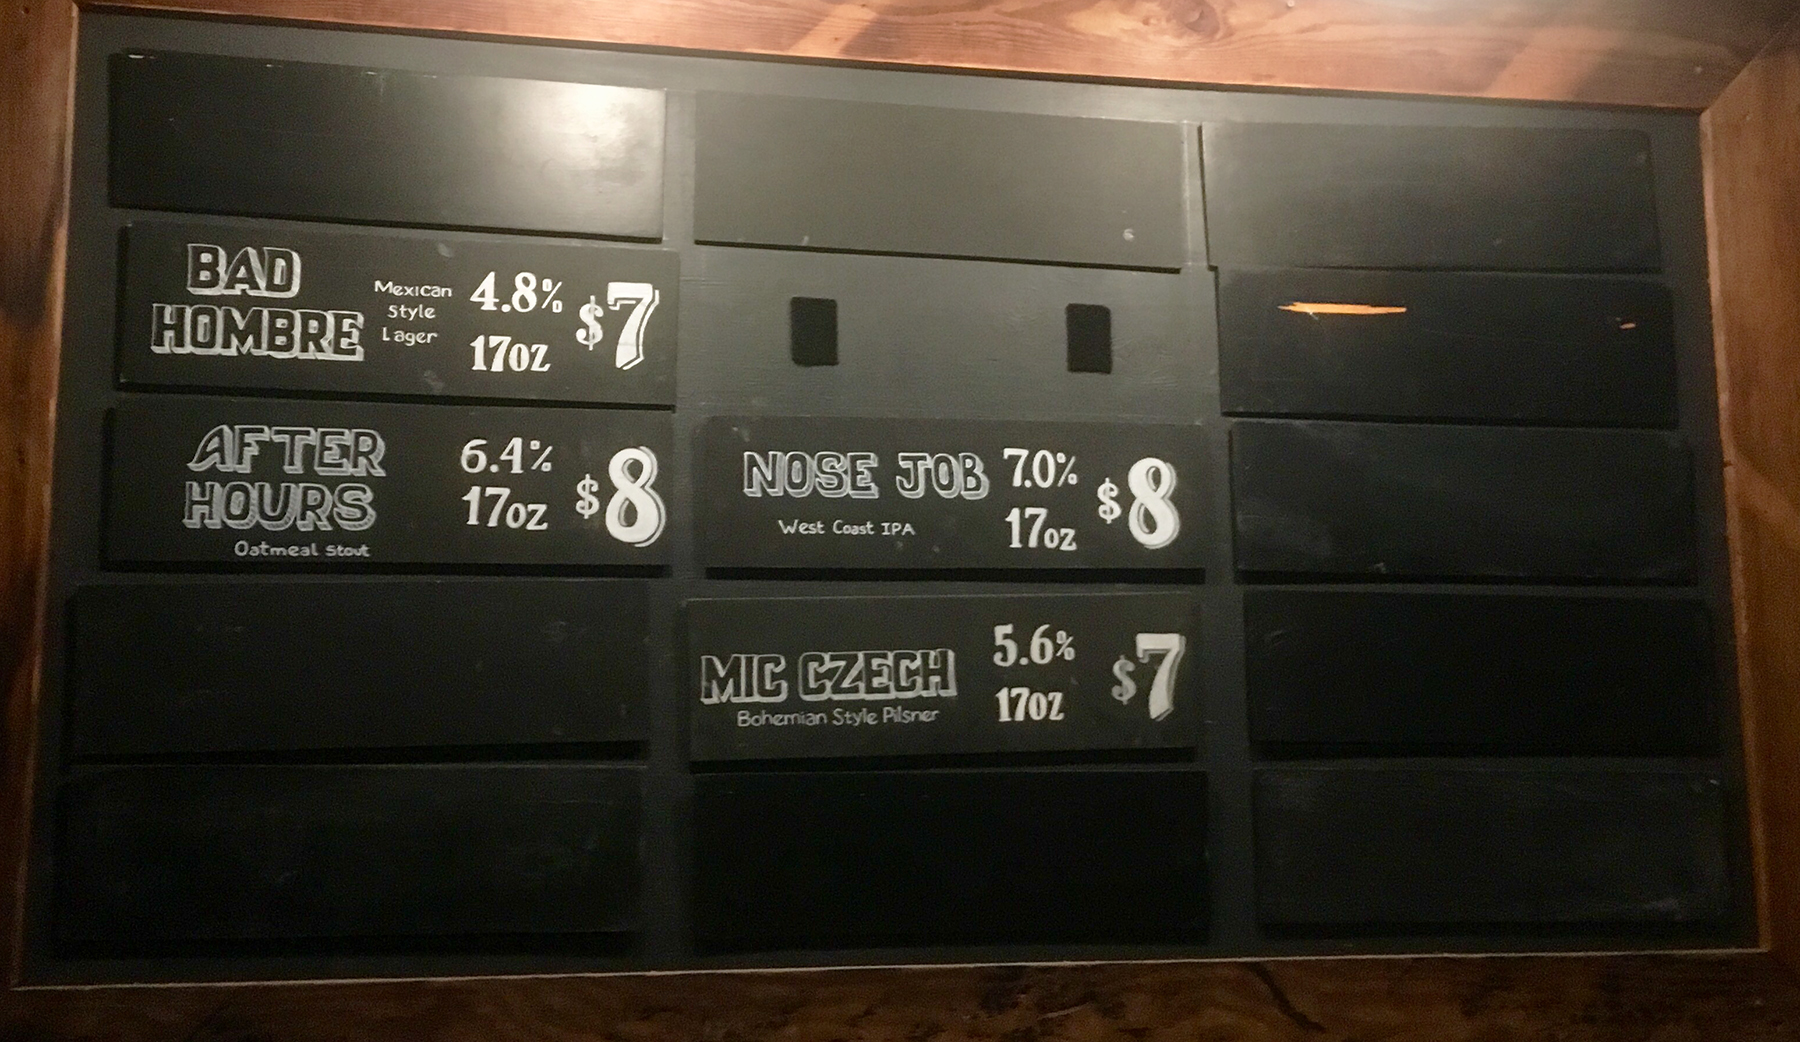 BAD
HOMBRE
Mexican
Style
Lager
4.8%
17oz
$7
AFTER
HOURS
Oatmeal Stout
6.4%
17oz
$8
NOSE JOB
West Coast IPA
7.0%
17oz
$8
MIC CZECH
Bohemian Style Pilsner
5.6%
17oz
$7